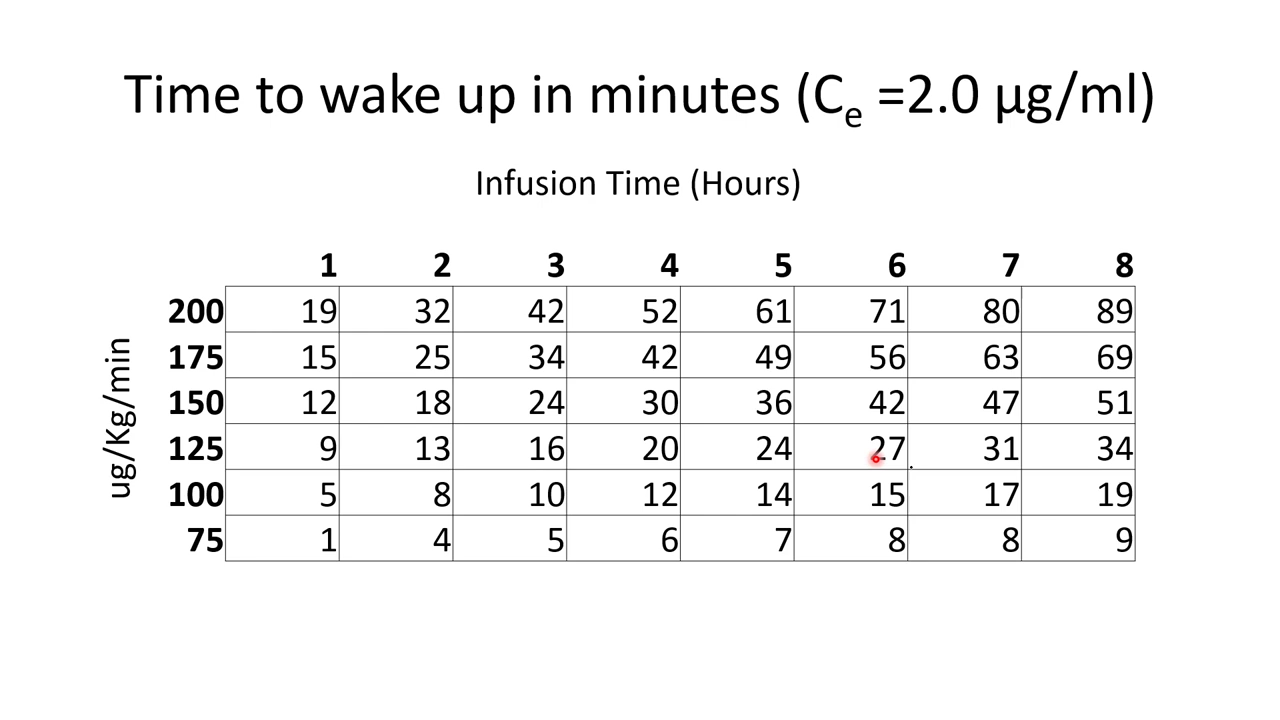 Time to wake up in minutes (Ce =2.0 µg/ml)
Infusion Time (Hours)
1 2 3 4 5 6 7 8
ug/Kg/min
200 19 32 42 52 61 71 80 89
175 15 25 34 42 49 56 63 69
150 12 18 24 30 36 42 47 51
125 9 13 16 20 24 27 31 34
100 5 8 10 12 14 15 17 19
75 1 4 5 6 7 8 8 9